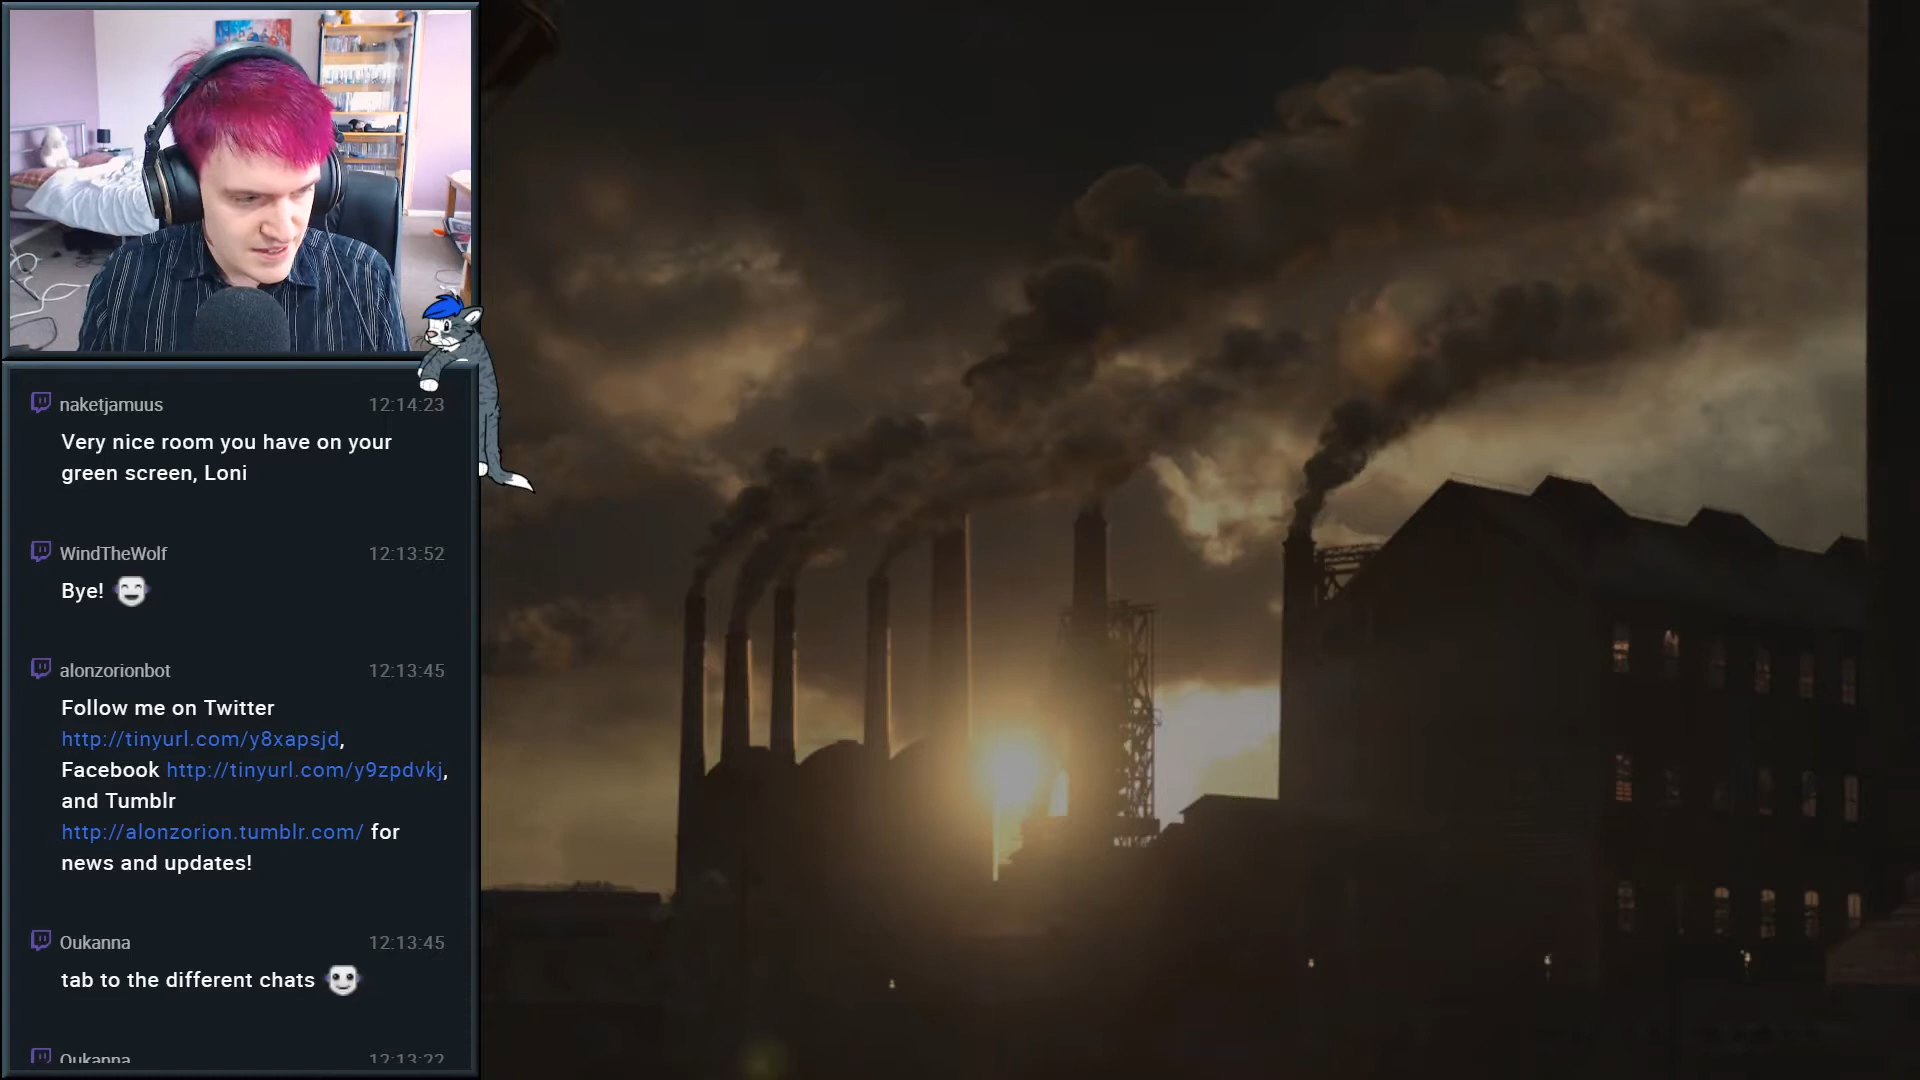 naketjamuus 12:14:23
Very nice room you have on your
green screen, Loni
WindTheWolf 12:13:52
Bye!
alonzorionbot 12:13:45
Follow me on Twitter
http://tinyurl.com/y8xapsjd,
Facebook http://tinyurl.com/y9zpdvkj,
and Tumblr
http://alonzorion.tumblr.com/ for
news and updates!
Oukanna 12:13:45
tab to the different chats
Oukanna 12:13:22